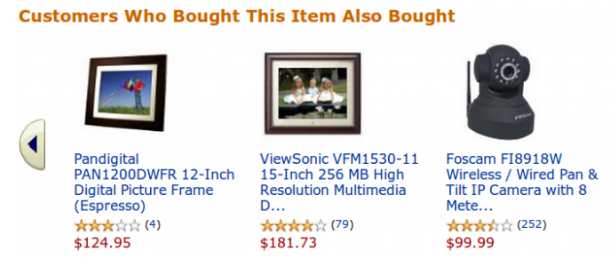 Customers Who Bought This Item Also Bought
FOSCAM
Pandigital
PAN1200DWFR 12-Inch
Digital Picture Frame
(Espresso)
(4)
$124.95
ViewSonic VFM1530-11
15-Inch 256 MB High
Resolution Multimedia
D...
(79)
$181.73
Foscam FI8918W
Wireless / Wired Pan &
Tilt IP Camera with 8
Mete...
(252)
$99.99